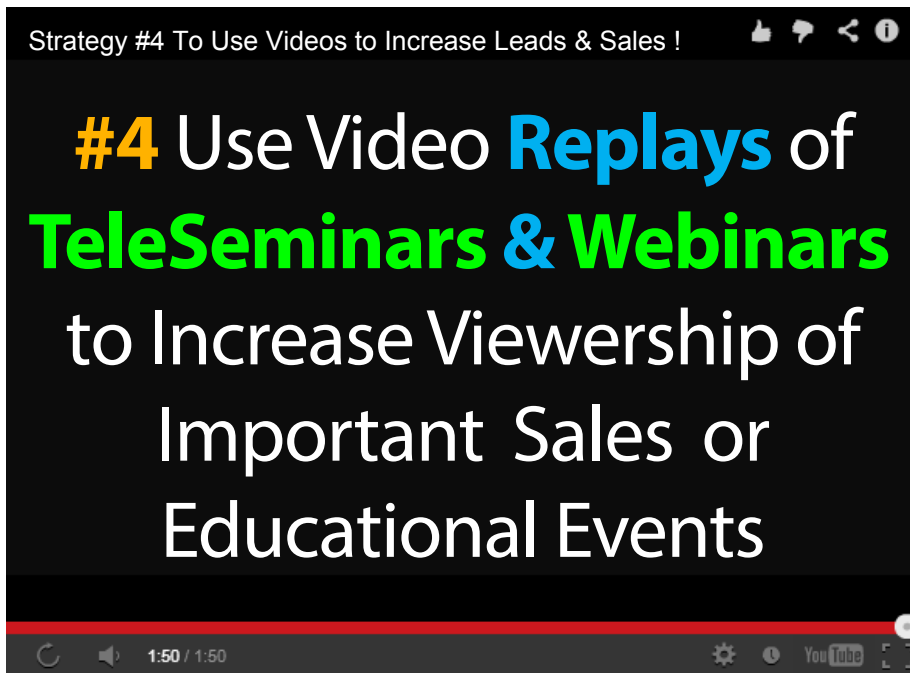 Strategy #4 To Use Videos to Increase Leads & Sales !
#4 Use Video Replays of
TeleSeminars & Webinars
to Increase Viewership of
Important Sales or
Educational Events
1:50 / 1:50
YouTube